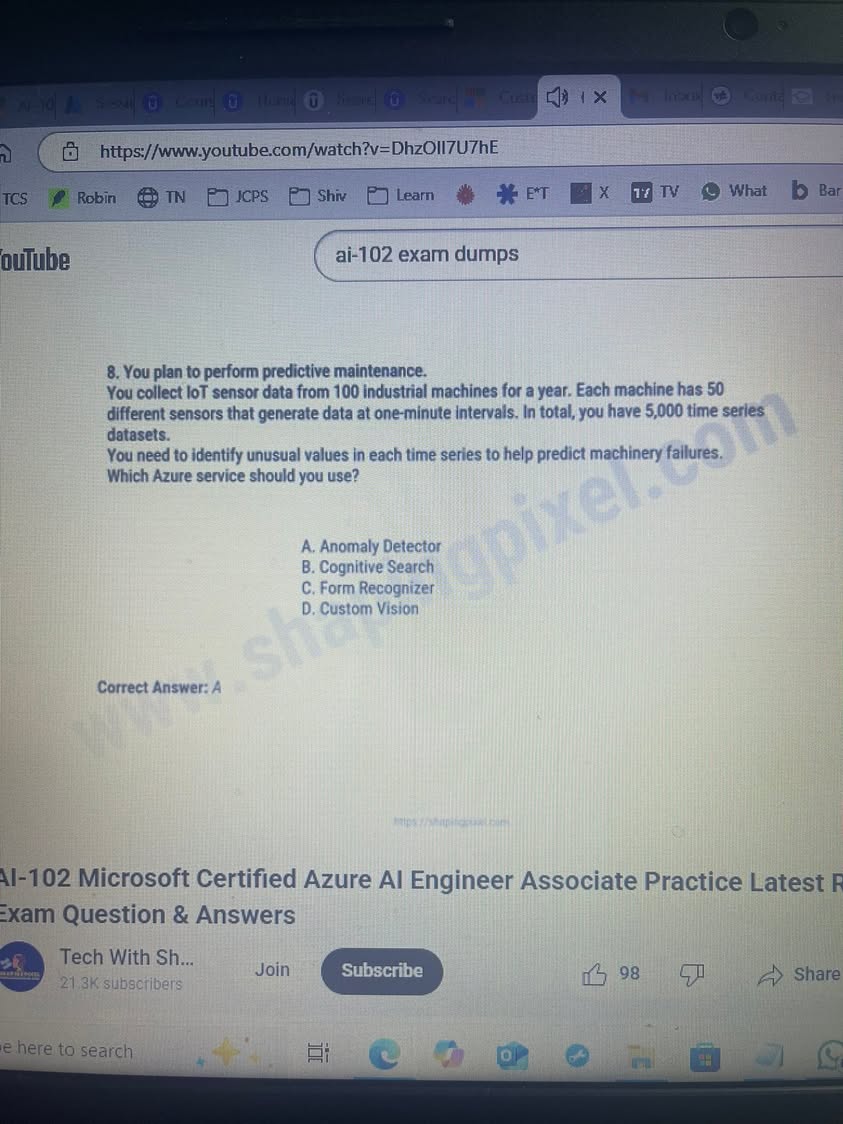 https://www.youtube.com/watch?v=DhzOll7U7hE
TCS Robin TN JCPS Shiv Learn E*T X TV What Bar
ouTube
ai-102 exam dumps
8. You plan to perform predictive maintenance.
You collect IoT sensor data from 100 industrial machines for a year. Each machine has 50
different sensors that generate data at one-minute intervals. In total, you have 5,000 time series
datasets.
You need to identify unusual values in each time series to help predict machinery failures.
Which Azure service should you use?
A. Anomaly Detector
B. Cognitive Search
C. Form Recognizer
D. Custom Vision
www.shapingpixel.com
Correct Answer: A
https://shapingpixel.com
AI-102 Microsoft Certified Azure AI Engineer Associate Practice Latest R
Exam Question & Answers
Tech With Sh...
21.3K subscribers
Join
Subscribe
98
Share
e here to search